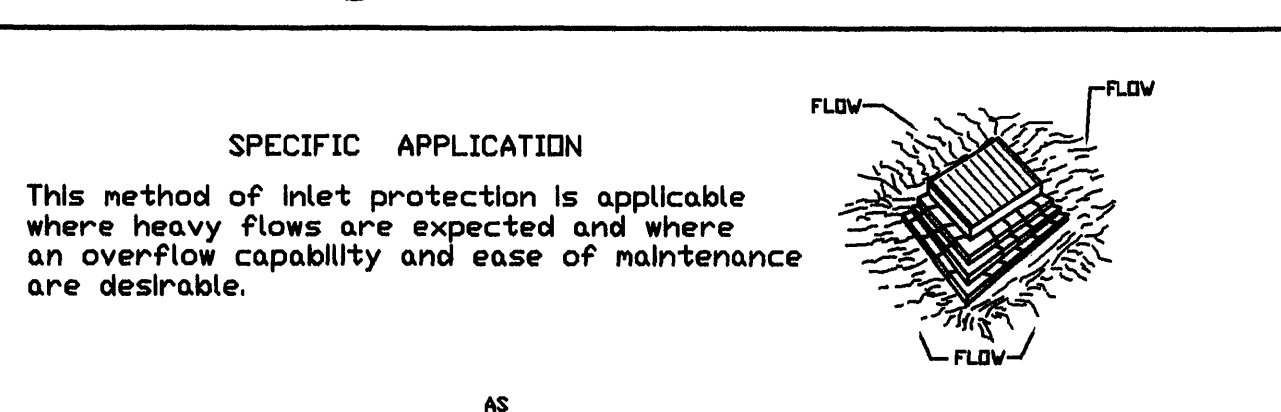 FLOW
FLOW
SPECIFIC APPLICATION
This method of inlet protection is applicable
where heavy flows are expected and where
an overflow capability and ease of maintenance
are desirable.
FLOW
AS